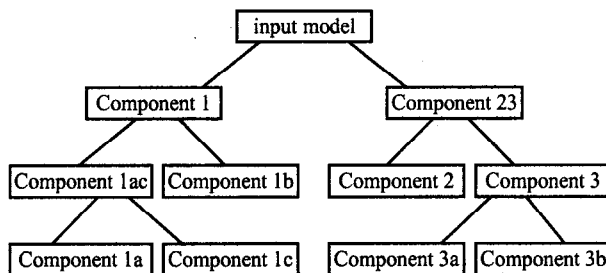 input model
Component 1
Component 23
Component 1ac
Component 1b
Component 2
Component 3
Component 1a
Component 1c
Component 3a
Component 3b